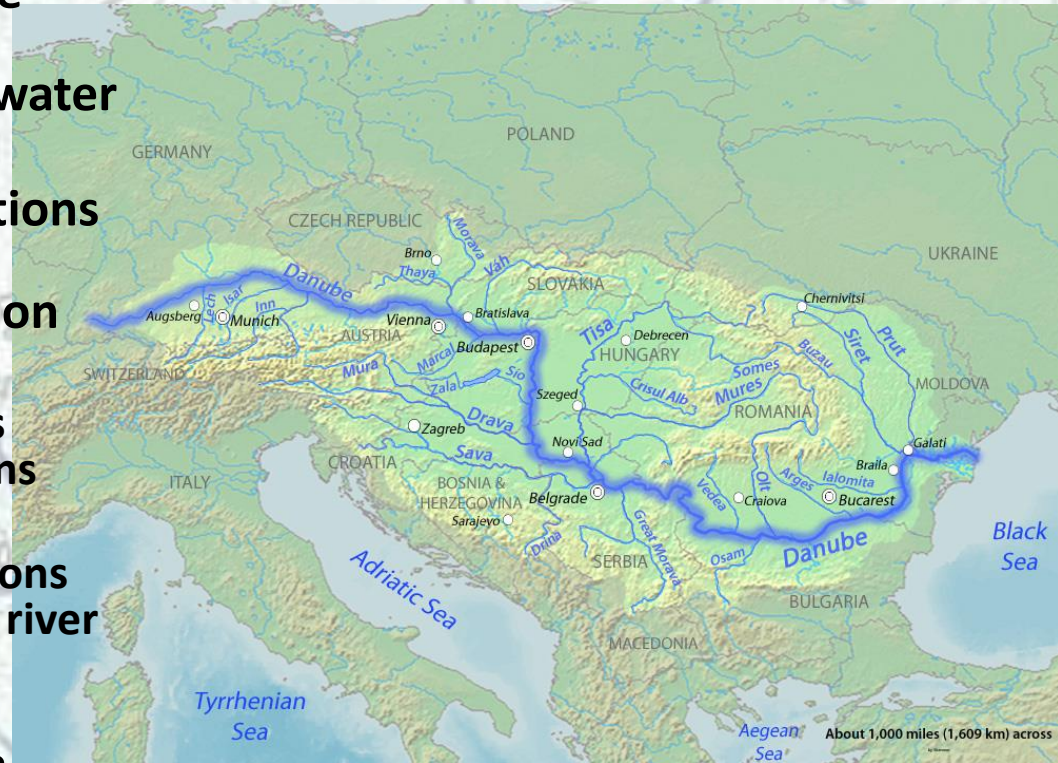 e
water
tions
on
s
ns
ons
river
POLAND
GERMANY
CZECH REPUBLIC
UKRAINE
Brno
Morava
Thaya
Váh
SLOVAKIA
Danube
Chernivitsi
Augsberg
Lech
Isar
Inn
Munich
Vienna
Bratislava
AUSTRIA
Budapest
Tisa
Debrecen
HUNGARY
Buzau
Siret
Prut
SWITZERLAND
Mura
Marcal
Zala
Sio
Szeged
Crisul Alb
Somes
Mures
MOLDOVA
ROMANIA
Drava
Zagreb
Novi Sad
Galati
Sava
CROATIA
Braila
ITALY
BOSNIA &
HERZEGOVINA
Belgrade
Vedea
Olt
Arges
Ialomita
Craiova
Bucarest
Sarajevo
Drina
Great Morava
SERBIA
Osam
Danube
Black
Sea
Adriatic Sea
BULGARIA
MACEDONIA
Tyrrhenian
Sea
Aegean
Sea
About 1,000 miles (1,609 km) across